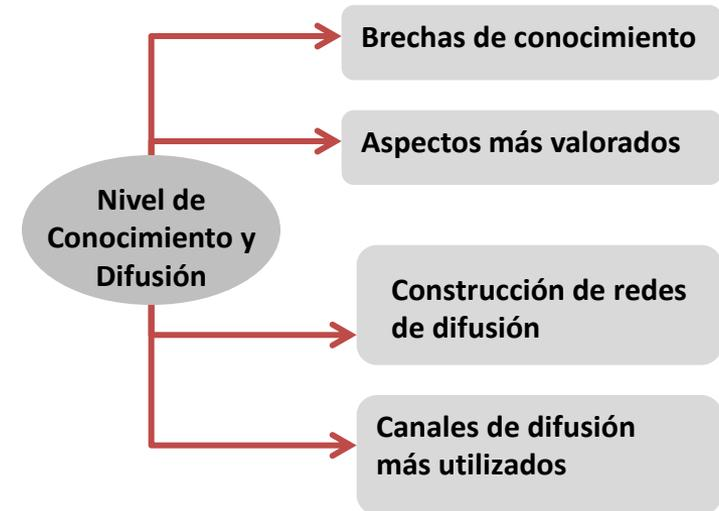 Brechas de conocimiento
Aspectos más valorados
Nivel de
Conocimiento y
Difusión
Construcción de redes
de difusión
Canales de difusión
más utilizados